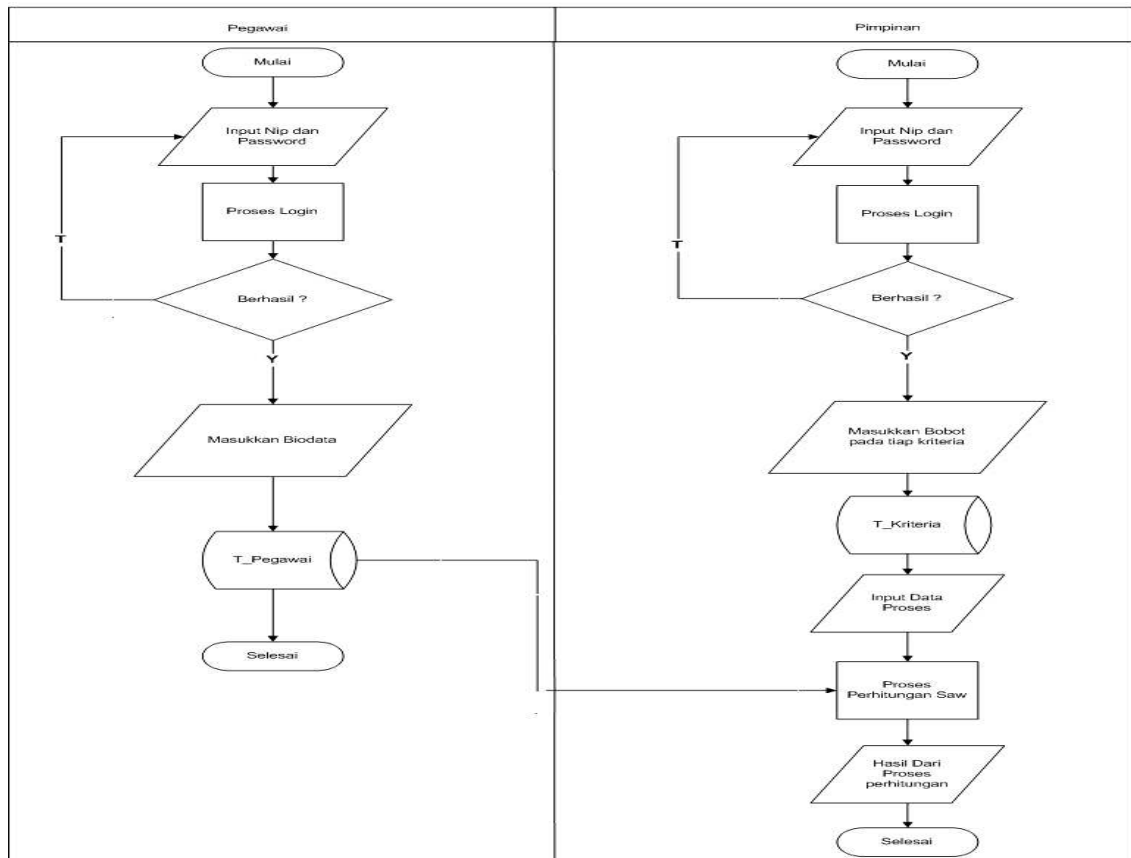 Pegawai
Mulai
Input Nip dan
Password
Proses Login
T
Berhasil ?
Y
Masukkan Biodata
T_Pegawai
Selesai
Pimpinan
Mulai
Input Nip dan
Password
Proses Login
T
Berhasil ?
Y
Masukkan Bobot
pada tiap kriteria
T_Kriteria
Input Data
Proses
Proses
Perhitungan Saw
Hasil Dari
Proses
perhitungan
Selesai